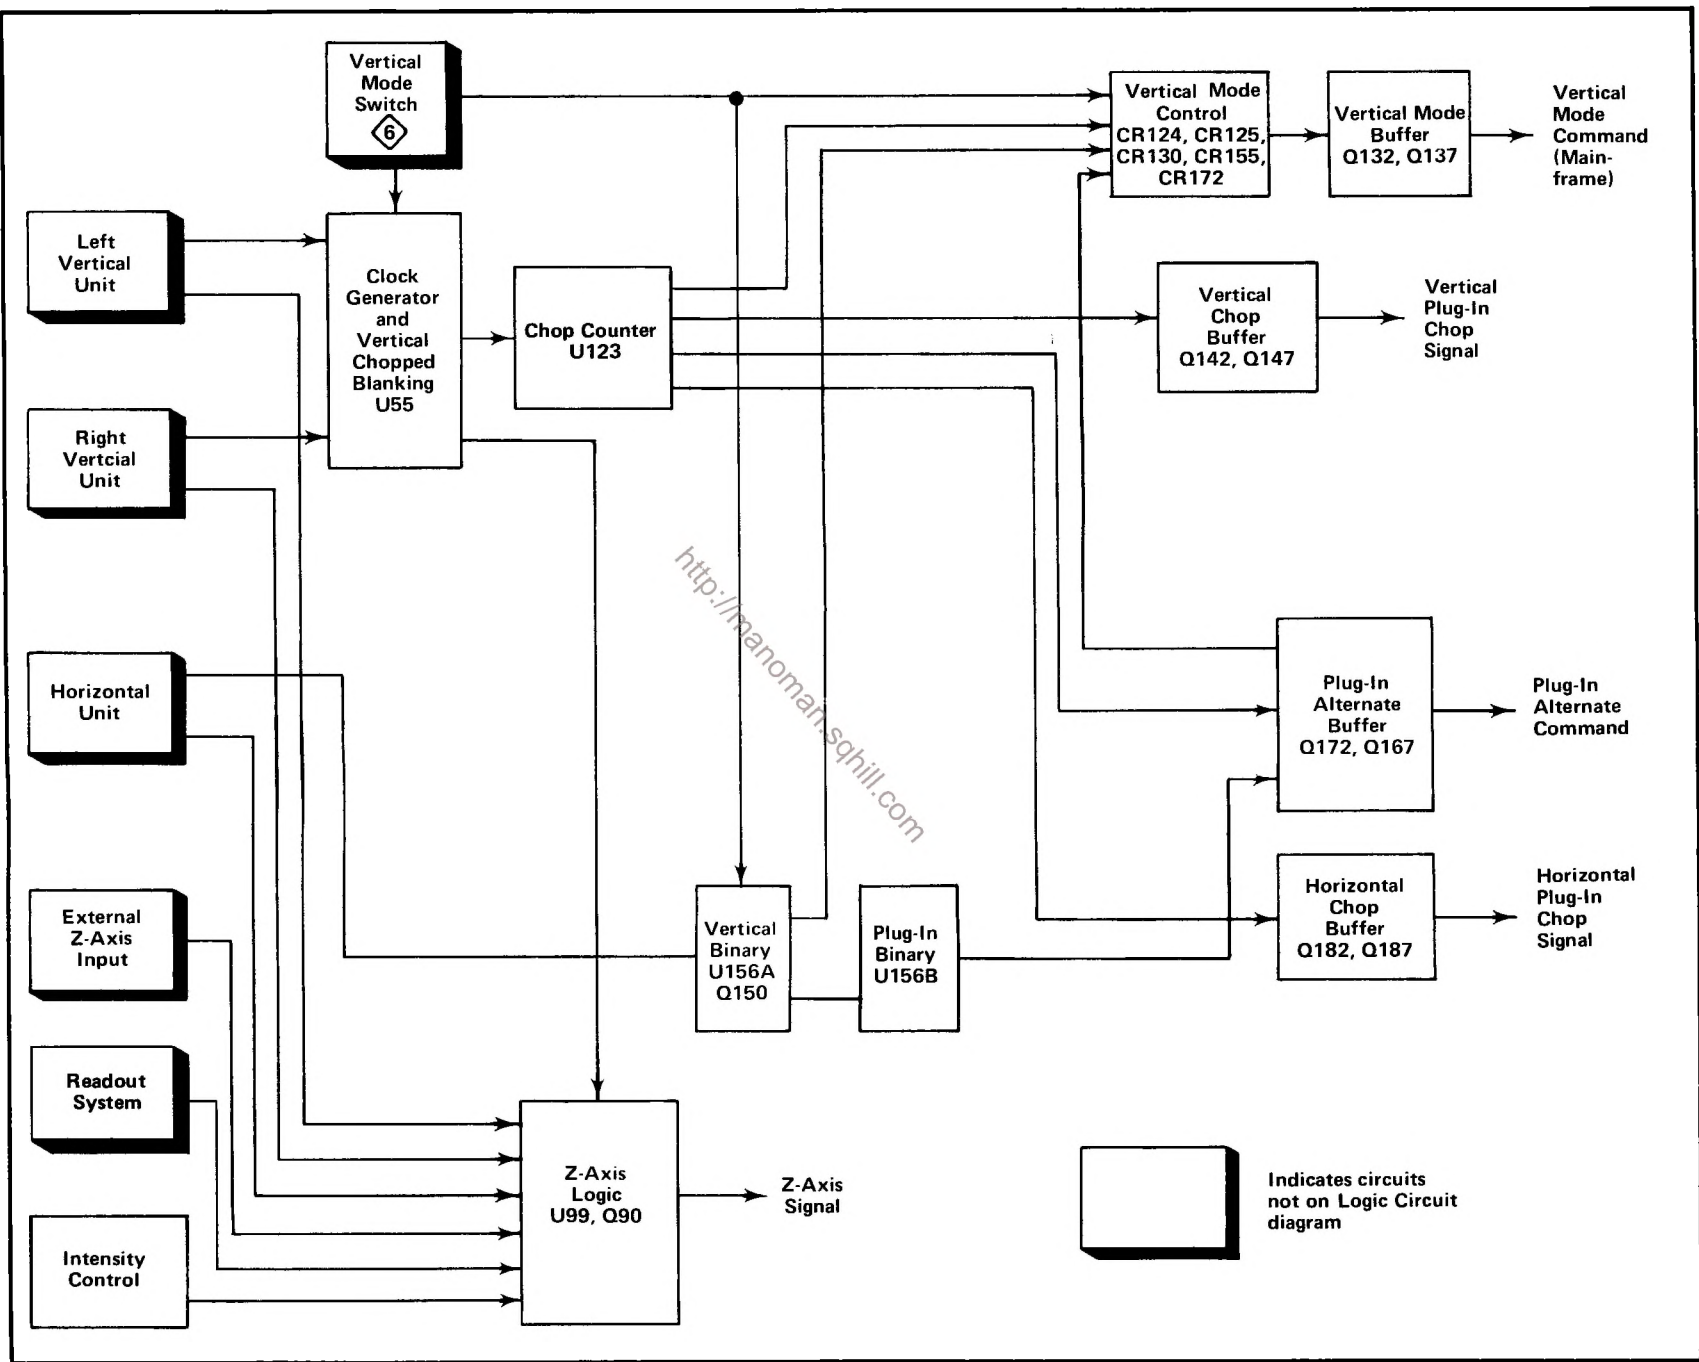 Vertical
Mode
Switch
6
Left
Vertical
Unit
Clock
Generator
and
Vertical
Chopped
Blanking
U55
Chop Counter
U123
Vertical Mode
Control
CR124, CR125,
CR130, CR155,
CR172
Vertical Mode
Buffer
Q132, Q137
Vertical
Mode
Command
(Main-
frame)
Vertical
Chop
Buffer
Q142, Q147
Vertical
Plug-In
Chop
Signal
Right
Vertcial
Unit
Horizontal
Unit
http://manoman.sqhill.com
Plug-In
Alternate
Buffer
Q172, Q167
Plug-In
Alternate
Command
External
Z-Axis
Input
Vertical
Binary
U156A
Q150
Plug-In
Binary
U156B
Horizontal
Chop
Buffer
Q182, Q187
Horizontal
Plug-In
Chop
Signal
Readout
System
Intensity
Control
Z-Axis
Logic
U99, Q90
Z-Axis
Signal
Indicates circuits
not on Logic Circuit
diagram